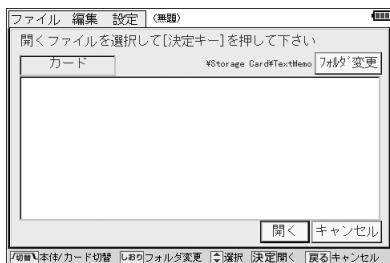 ファイル 編集 設定 (無題)
開くファイルを選択して[決定キー]を押して下さい
カード ¥Storage Card¥TextMemo ﾌｫﾙﾀﾞ変更
開く キャンセル
切替 本体/カード切替 しおり フォルダ変更 選択 決定 開く 戻る キャンセル